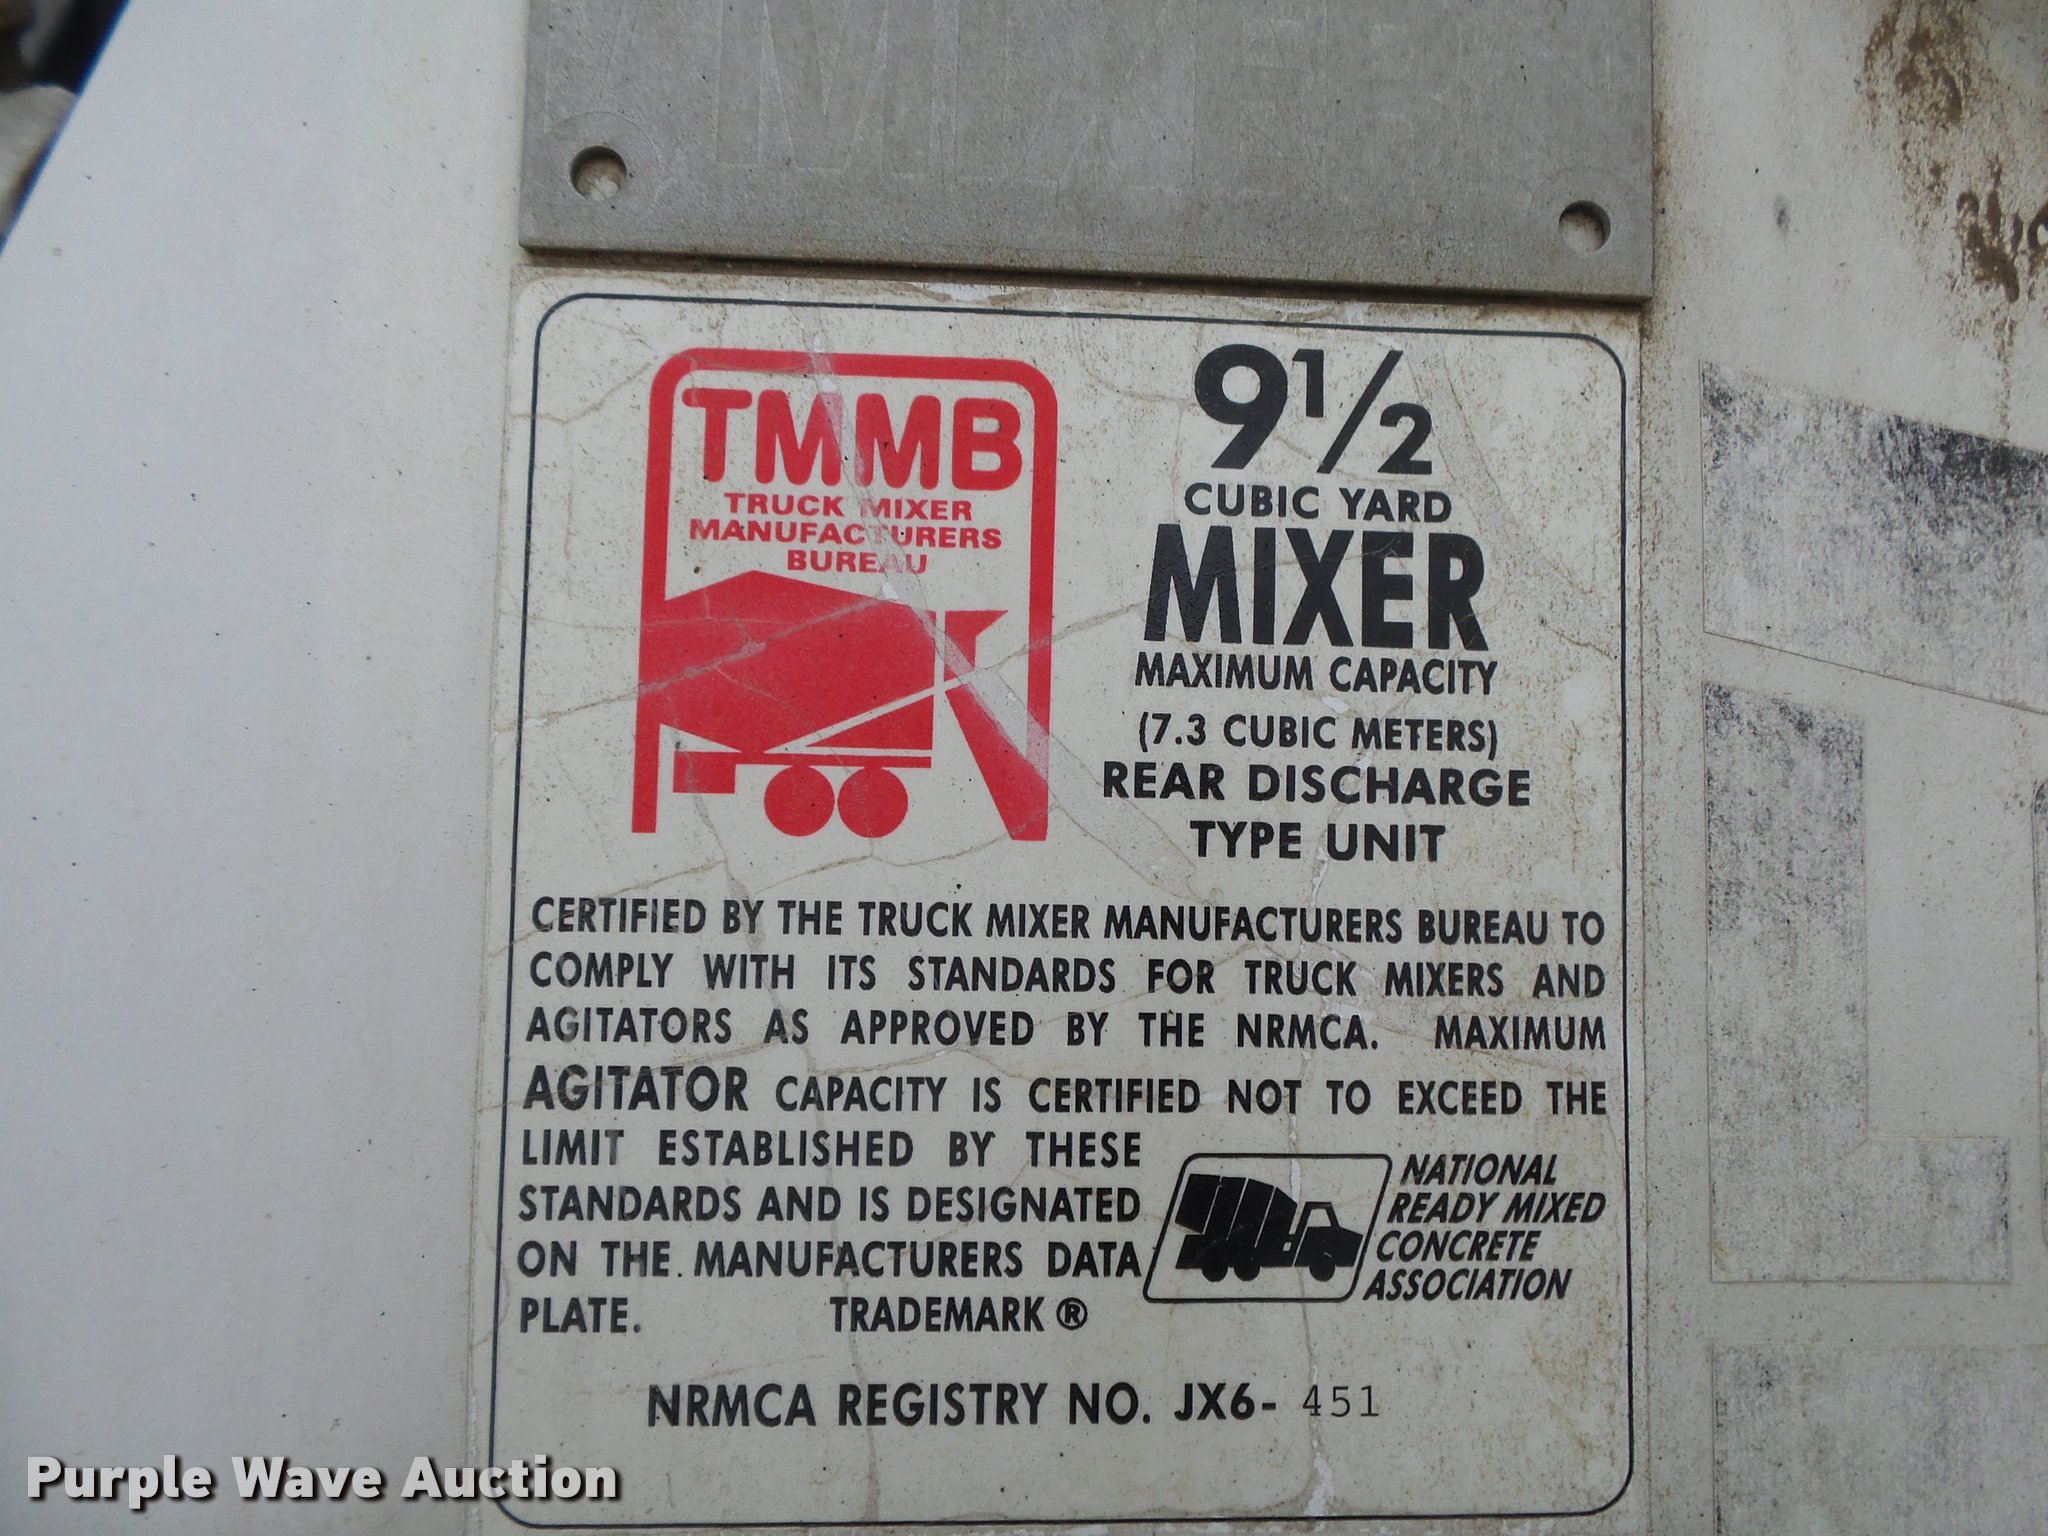 TMMB
TRUCK MIXER
MANUFACTURERS
BUREAU
9 1/2
CUBIC YARD
MIXER
MAXIMUM CAPACITY
(7.3 CUBIC METERS)
REAR DISCHARGE
TYPE UNIT
CERTIFIED BY THE TRUCK MIXER MANUFACTURERS BUREAU TO
COMPLY WITH ITS STANDARDS FOR TRUCK MIXERS AND
AGITATORS AS APPROVED BY THE NRMCA. MAXIMUM
AGITATOR CAPACITY IS CERTIFIED NOT TO EXCEED THE
LIMIT ESTABLISHED BY THESE
STANDARDS AND IS DESIGNATED
ON THE MANUFACTURERS DATA
PLATE. TRADEMARK ®
NATIONAL
READY MIXED
CONCRETE
ASSOCIATION
NRMCA REGISTRY NO. JX6- 451
Purple Wave Auction